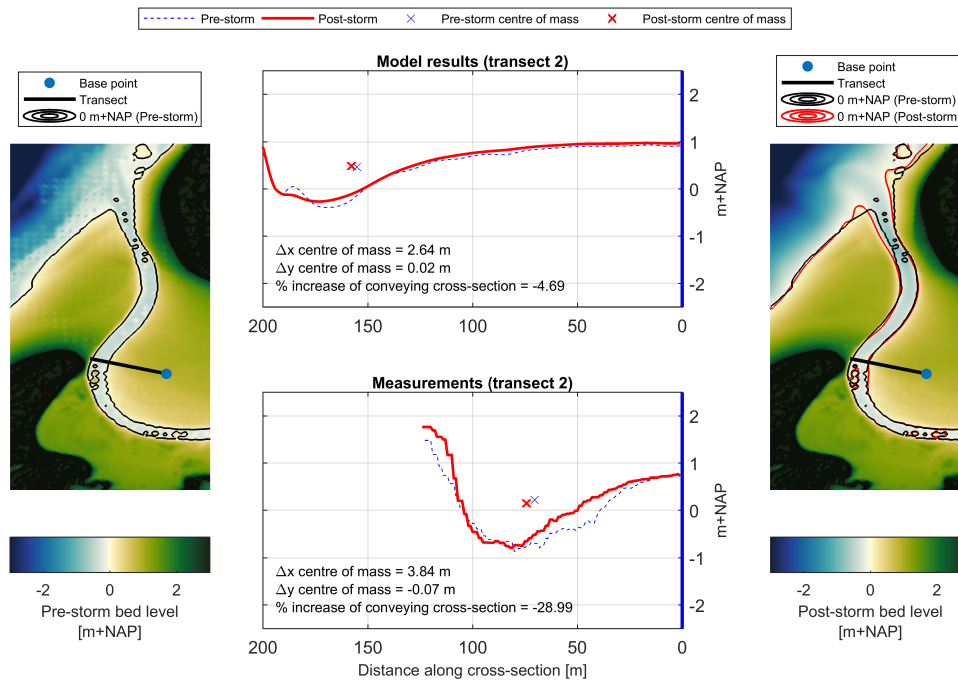 Pre-storm Post-storm Pre-storm centre of mass Post-storm centre of mass
Base point
Transect
0 m+NAP (Pre-storm)
-2 0 2
Pre-storm bed level
[m+NAP]
Model results (transect 2)
2
1
0
-1
-2
m+NAP
Δx centre of mass = 2.64 m
Δy centre of mass = 0.02 m
% increase of conveying cross-section = -4.69
200 150 100 50 0
Measurements (transect 2)
2
1
0
-1
-2
m+NAP
Δx centre of mass = 3.84 m
Δy centre of mass = -0.07 m
% increase of conveying cross-section = -28.99
200 150 100 50 0
Distance along cross-section [m]
Base point
Transect
0 m+NAP (Pre-storm)
0 m+NAP (Post-storm
-2 0 2
Post-storm bed level
[m+NAP]